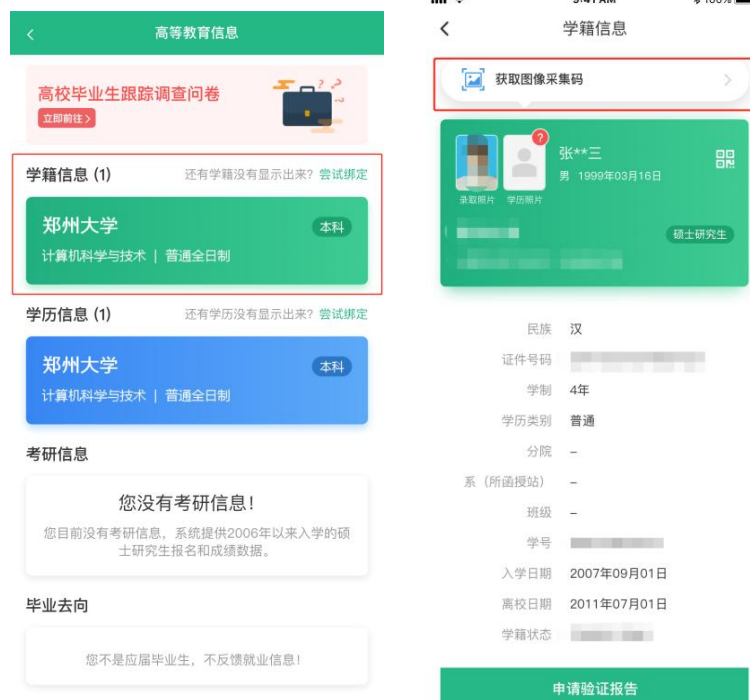 高等教育信息
高校毕业生跟踪调查问卷
立即前往 >
学籍信息 (1)
还有学籍没有显示出来？尝试绑定
郑州大学
本科
计算机科学与技术 | 普通全日制
学历信息 (1)
还有学历没有显示出来？尝试绑定
郑州大学
本科
计算机科学与技术 | 普通全日制
考研信息
您没有考研信息！
您目前没有考研信息，系统提供2006年以来入学的硕
士研究生报名和成绩数据。
毕业去向
您不是应届毕业生，不反馈就业信息！
学籍信息
获取图像采集码
张**三
男 1999年03月16日
录取照片 学历照片
硕士研究生
民族 汉
证件号码
学制 4年
学历类别 普通
分院 –
系（所函授站） –
班级 –
学号
入学日期 2007年09月01日
离校日期 2011年07月01日
学籍状态
申请验证报告